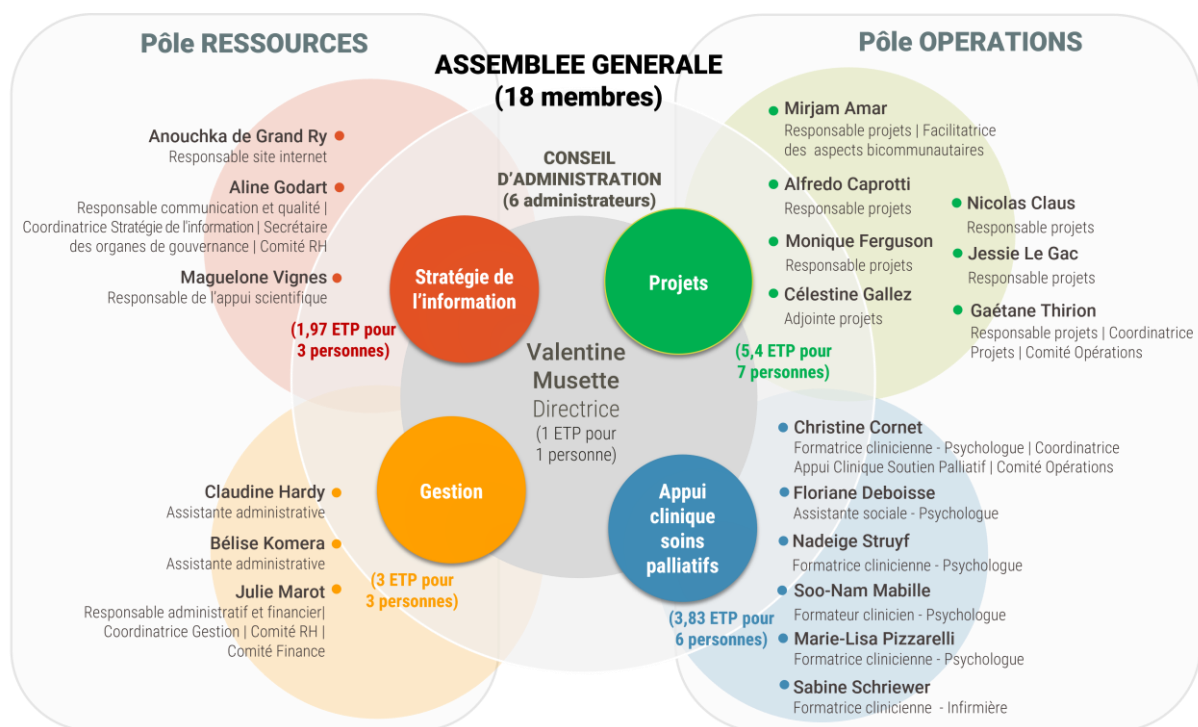 Pôle RESSOURCES
Pôle OPERATIONS
ASSEMBLEE GENERALE
(18 membres)
CONSEIL
D'ADMINISTRATION
(6 administrateurs)
Anouchka de Grand Ry
Responsable site internet
Aline Godart
Responsable communication et qualité |
Coordinatrice Stratégie de l'information | Secrétaire
des organes de gouvernance | Comité RH
Maguelone Vignes
Responsable de l'appui scientifique
Stratégie de
l'information
(1,97 ETP pour
3 personnes)
Projets
(5,4 ETP pour
7 personnes)
Mirjam Amar
Responsable projets | Facilitatrice
des aspects bicommunautaires
Alfredo Caprotti
Responsable projets
Monique Ferguson
Responsable projets
Célestine Gallez
Adjointe projets
Nicolas Claus
Responsable projets
Jessie Le Gac
Responsable projets
Gaétane Thirion
Responsable projets | Coordinatrice
Projets | Comité Opérations
Valentine
Musette
Directrice
(1 ETP pour
1 personne)
Claudine Hardy
Assistante administrative
Bélise Komera
Assistante administrative
Julie Marot
Responsable administratif et financier|
Coordinatrice Gestion | Comité RH |
Comité Finance
Gestion
(3 ETP pour
3 personnes)
Appui
clinique
soins
palliatifs
(3,83 ETP pour
6 personnes)
Christine Cornet
Formatrice clinicienne - Psychologue | Coordinatrice
Appui Clinique Soutien Palliatif | Comité Opérations
Floriane Deboisse
Assistante sociale - Psychologue
Nadeige Struyf
Formatrice clinicienne - Psychologue
Soo-Nam Mabille
Formateur clinicien - Psychologue
Marie-Lisa Pizzarelli
Formatrice clinicienne - Psychologue
Sabine Schriewer
Formatrice clinicienne - Infirmière